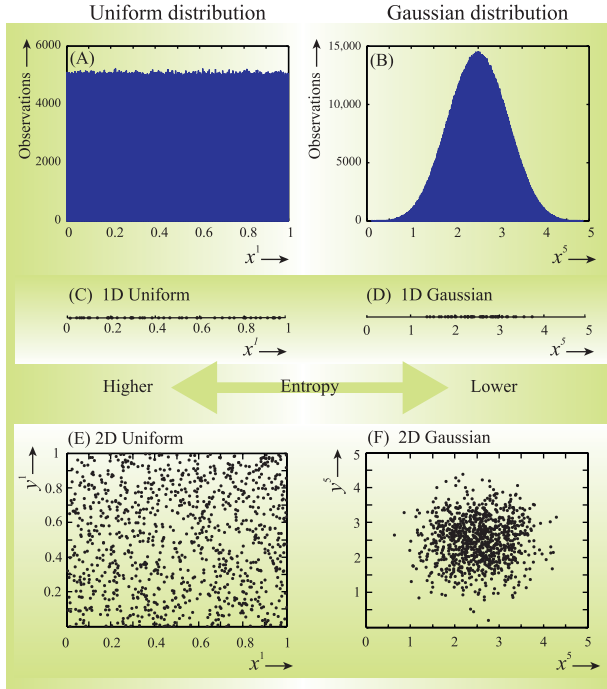 Uniform distribution
Gaussian distribution
6000
(A)
4000
2000
0
Observations
0 0.2 0.4 0.6 0.8 1
x¹
15,000
(B)
10,000
5000
0
Observations
0 1 2 3 4 5
x⁵
(C) 1D Uniform
0 0.2 0.4 0.6 0.8 1
x¹
(D) 1D Gaussian
0 1 2 3 4 5
x⁵
Higher Entropy Lower
(E) 2D Uniform
1
0.8
0.6
0.4
0.2
y¹
0 0.2 0.4 0.6 0.8 1
x¹
(F) 2D Gaussian
5
4
3
2
1
y⁵
0 1 2 3 4 5
x⁵